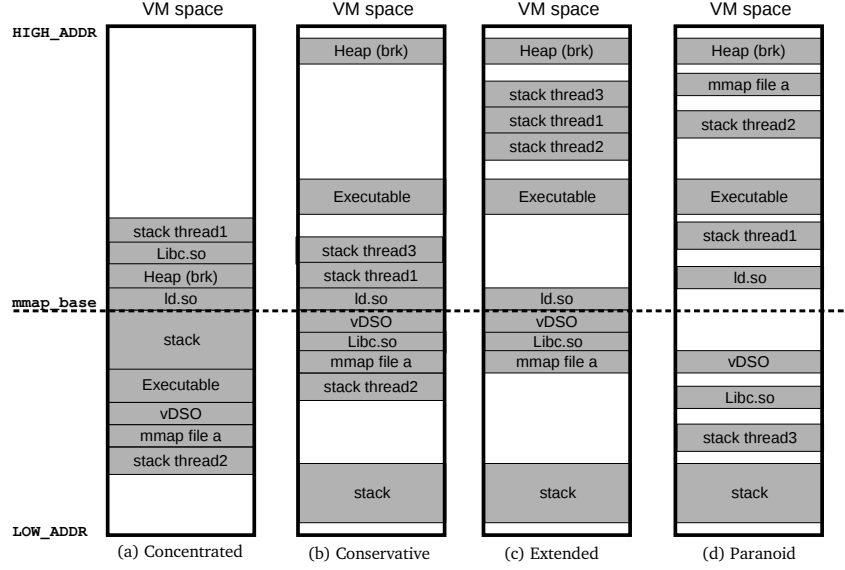 VM space VM space VM space VM space
HIGH_ADDR
Heap (brk) Heap (brk) Heap (brk)
mmap file a
stack thread3
stack thread1 stack thread2
stack thread2
Executable Executable Executable
stack thread1 stack thread1
stack thread3
Libc.so
Heap (brk) stack thread1 ld.so
mmap_base ld.so ld.so ld.so
vDSO vDSO
stack Libc.so Libc.so
mmap file a mmap file a vDSO
Executable stack thread2
Libc.so
vDSO
mmap file a stack thread3
stack thread2
stack stack stack
LOW_ADDR
(a) Concentrated (b) Conservative (c) Extended (d) Paranoid